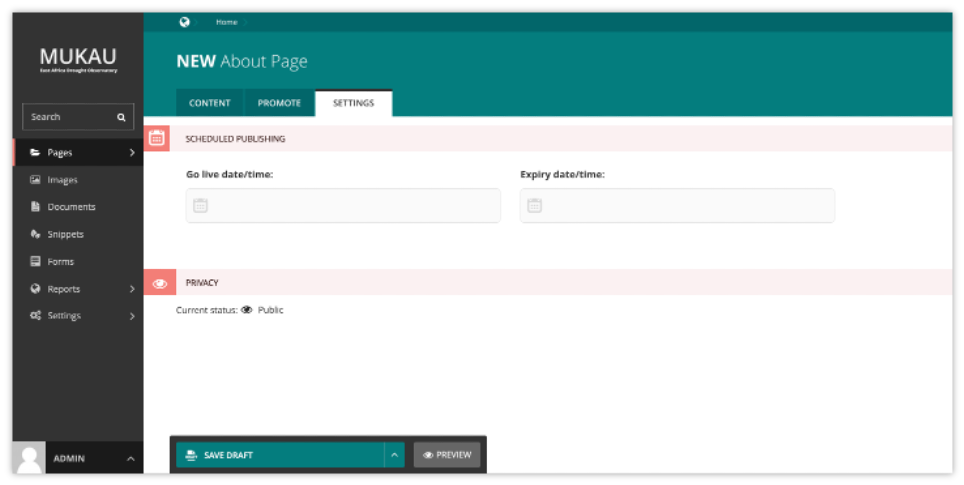 Home
MUKAU
East Africa Drought Observatory
NEW About Page
CONTENT PROMOTE SETTINGS
Search
SCHEDULED PUBLISHING
Pages
Go live date/time: Expiry date/time:
Images
Documents
Snippets
Forms
PRIVACY
Reports
Current status: Public
Settings
SAVE DRAFT PREVIEW
ADMIN